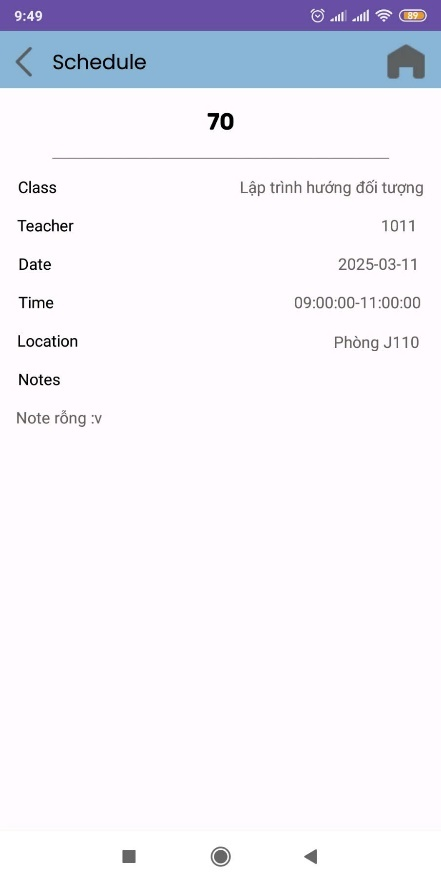 9:49
89
Schedule
70
Class Lập trình hướng đối tượng
Teacher 1011
Date 2025-03-11
Time 09:00:00-11:00:00
Location Phòng J110
Notes
Note rỗng :v